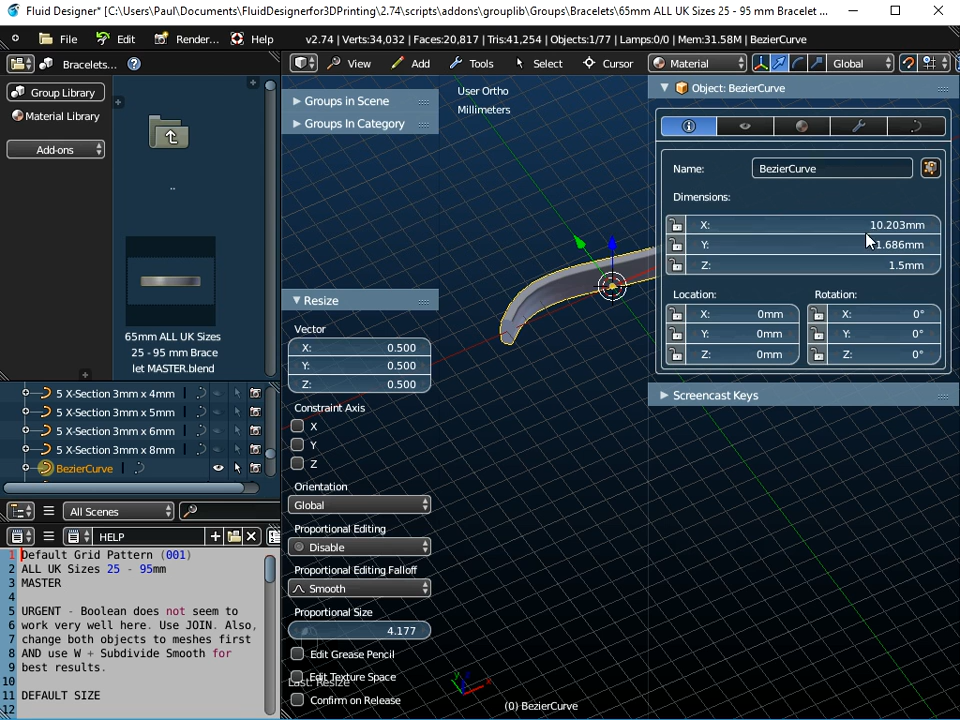 Fluid Designer* [C:\Users\Paul\Documents\FluidDesignerfor3DPrinting\2.74\scripts\addons\grouplib\Groups\Bracelets\65mm ALL UK Sizes 25 - 95 mm Bracelet ...
File Edit Render... Help v2.74 | Verts:34,032 | Faces:20,817 | Tris:41,254 | Objects:1/77 | Lamps:0/0 | Mem:31.58M | BezierCurve
Bracelets... View Add Tools Select Cursor Material Global
Group Library
Material Library
Add-ons
..
65mm ALL UK Sizes
25 - 95 mm Brace
let MASTER.blend
Groups in Scene
Groups In Category
User Ortho
Millimeters
Object: BezierCurve
Name: BezierCurve
Dimensions:
X: 10.203mm
Y: 1.686mm
Z: 1.5mm
Location: Rotation:
X: 0mm X: 0°
Y: 0mm Y: 0°
Z: 0mm Z: 0°
Screencast Keys
Resize
Vector
X: 0.500
Y: 0.500
Z: 0.500
Constraint Axis
X
Y
Z
Orientation
Global
Proportional Editing
Disable
Proportional Editing Falloff
Smooth
Proportional Size
4.177
Edit Grease Pencil
Edit Texture Space
Last: Resize
Confirm on Release
(0) BezierCurve
5 X-Section 3mm x 4mm
5 X-Section 3mm x 5mm
5 X-Section 3mm x 6mm
5 X-Section 3mm x 8mm
BezierCurve
All Scenes
HELP
1 Default Grid Pattern (001)
2 ALL UK Sizes 25 - 95mm
3 MASTER
4
5 URGENT - Boolean does not seem to
6 work very well here. Use JOIN. Also,
7 change both objects to meshes first
8 AND use W + Subdivide Smooth for
9 best results.
10
11 DEFAULT SIZE
12